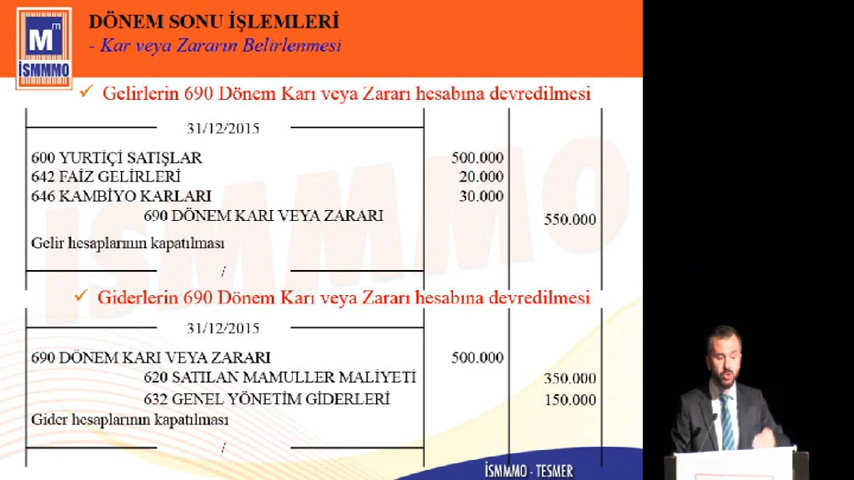 DÖNEM SONU İŞLEMLERİ
- Kar veya Zararın Belirlenmesi
M m
İSMMMO
✓ Gelirlerin 690 Dönem Karı veya Zararı hesabına devredilmesi
31/12/2015
600 YURTİÇİ SATIŞLAR 500.000
642 FAİZ GELİRLERİ 20.000
646 KAMBİYO KARLARI 30.000
690 DÖNEM KARI VEYA ZARARI 550.000
Gelir hesaplarının kapatılması
/
✓ Giderlerin 690 Dönem Karı veya Zararı hesabına devredilmesi
31/12/2015
690 DÖNEM KARI VEYA ZARARI 500.000
620 SATILAN MAMULLER MALİYETİ 350.000
632 GENEL YÖNETİM GİDERLERİ 150.000
Gider hesaplarının kapatılması
/
İSMMMO
İSMMMO - TESMER